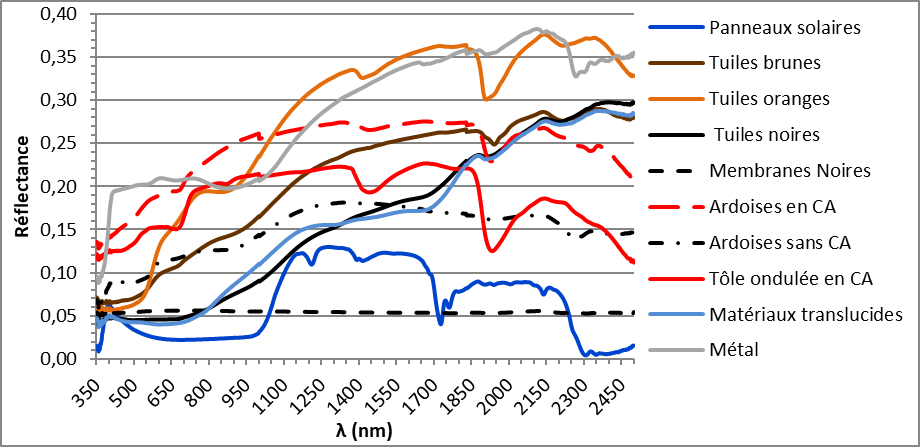 0,40
0,35
0,30
0,25
0,20
0,15
0,10
0,05
0,00
Réflectance
350
500
650
800
950
1100
1250
1400
1550
1700
1850
2000
2150
2300
2450
λ (nm)
Panneaux solaires
Tuiles brunes
Tuiles oranges
Tuiles noires
Membranes Noires
Ardoises en CA
Ardoises sans CA
Tôle ondulée en CA
Matériaux translucides
Métal